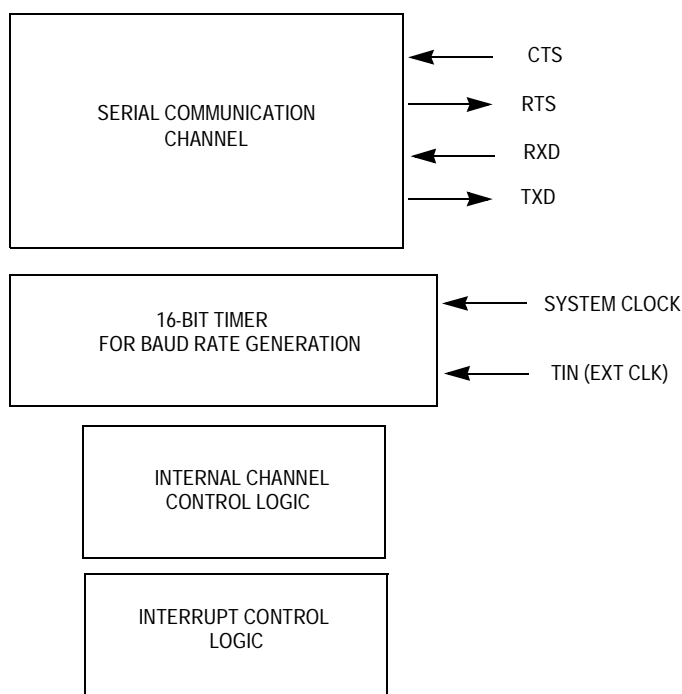 SERIAL COMMUNICATION
CHANNEL
CTS
RTS
RXD
TXD
16-BIT TIMER
FOR BAUD RATE GENERATION
SYSTEM CLOCK
TIN (EXT CLK)
INTERNAL CHANNEL
CONTROL LOGIC
INTERRUPT CONTROL
LOGIC